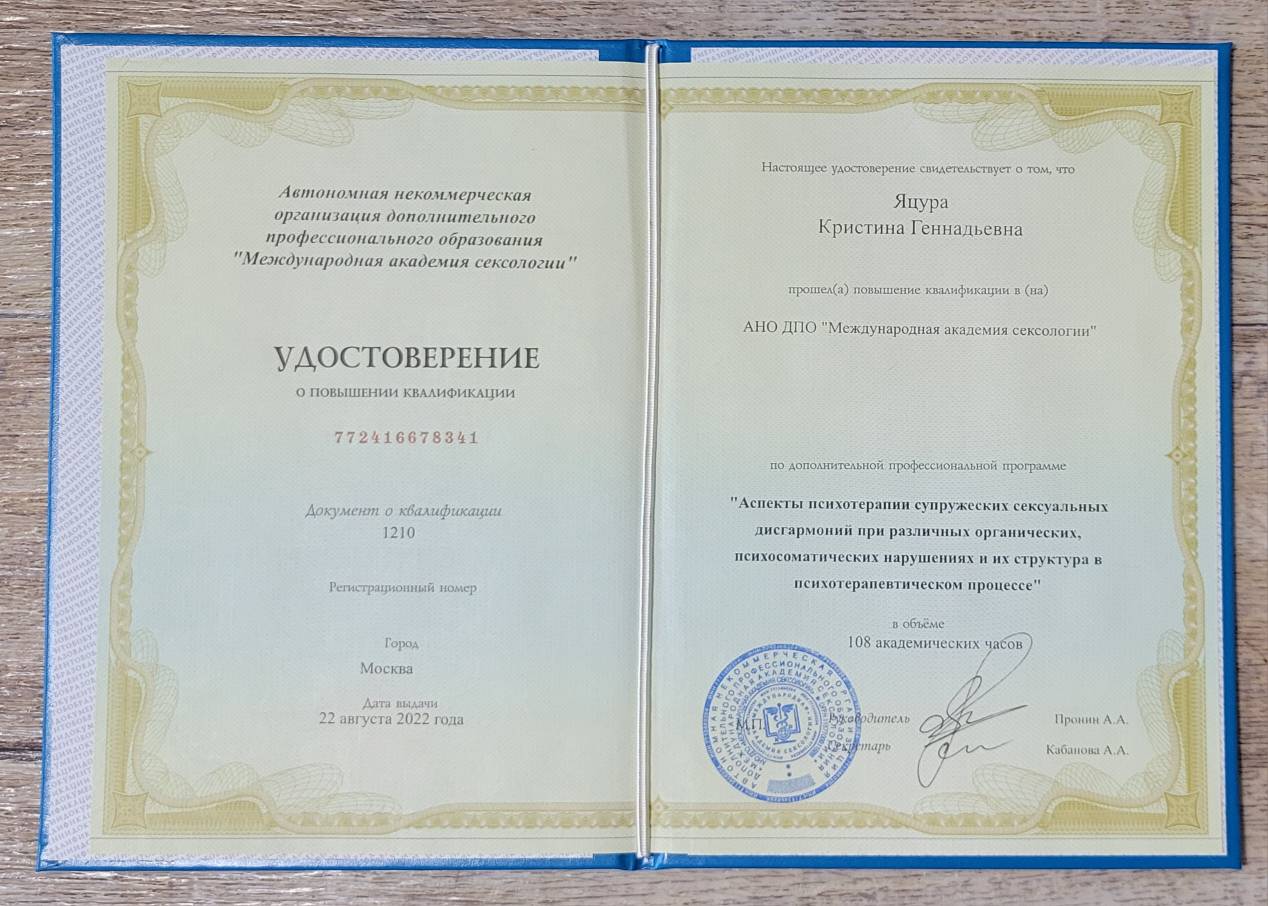 Автономная некоммерческая
организация дополнительного
профессионального образования
"Международная академия сексологии"
УДОСТОВЕРЕНИЕ
О ПОВЫШЕНИИ КВАЛИФИКАЦИИ
772416678341
Документ о квалификации
1210
Регистрационный номер
Город
Москва
Дата выдачи
22 августа 2022 года
Настоящее удостоверение свидетельствует о том, что
Яцура
Кристина Геннадьевна
прошел(а) повышение квалификации в (на)
АНО ДПО "Международная академия сексологии"
по дополнительной профессиональной программе
"Аспекты психотерапии супружеских сексуальных
дисгармоний при различных органических,
психосоматических нарушениях и их структура в
психотерапевтическом процессе"
в объёме
108 академических часов
М.П. Руководитель Пронин А.А.
Секретарь Кабанова А.А.